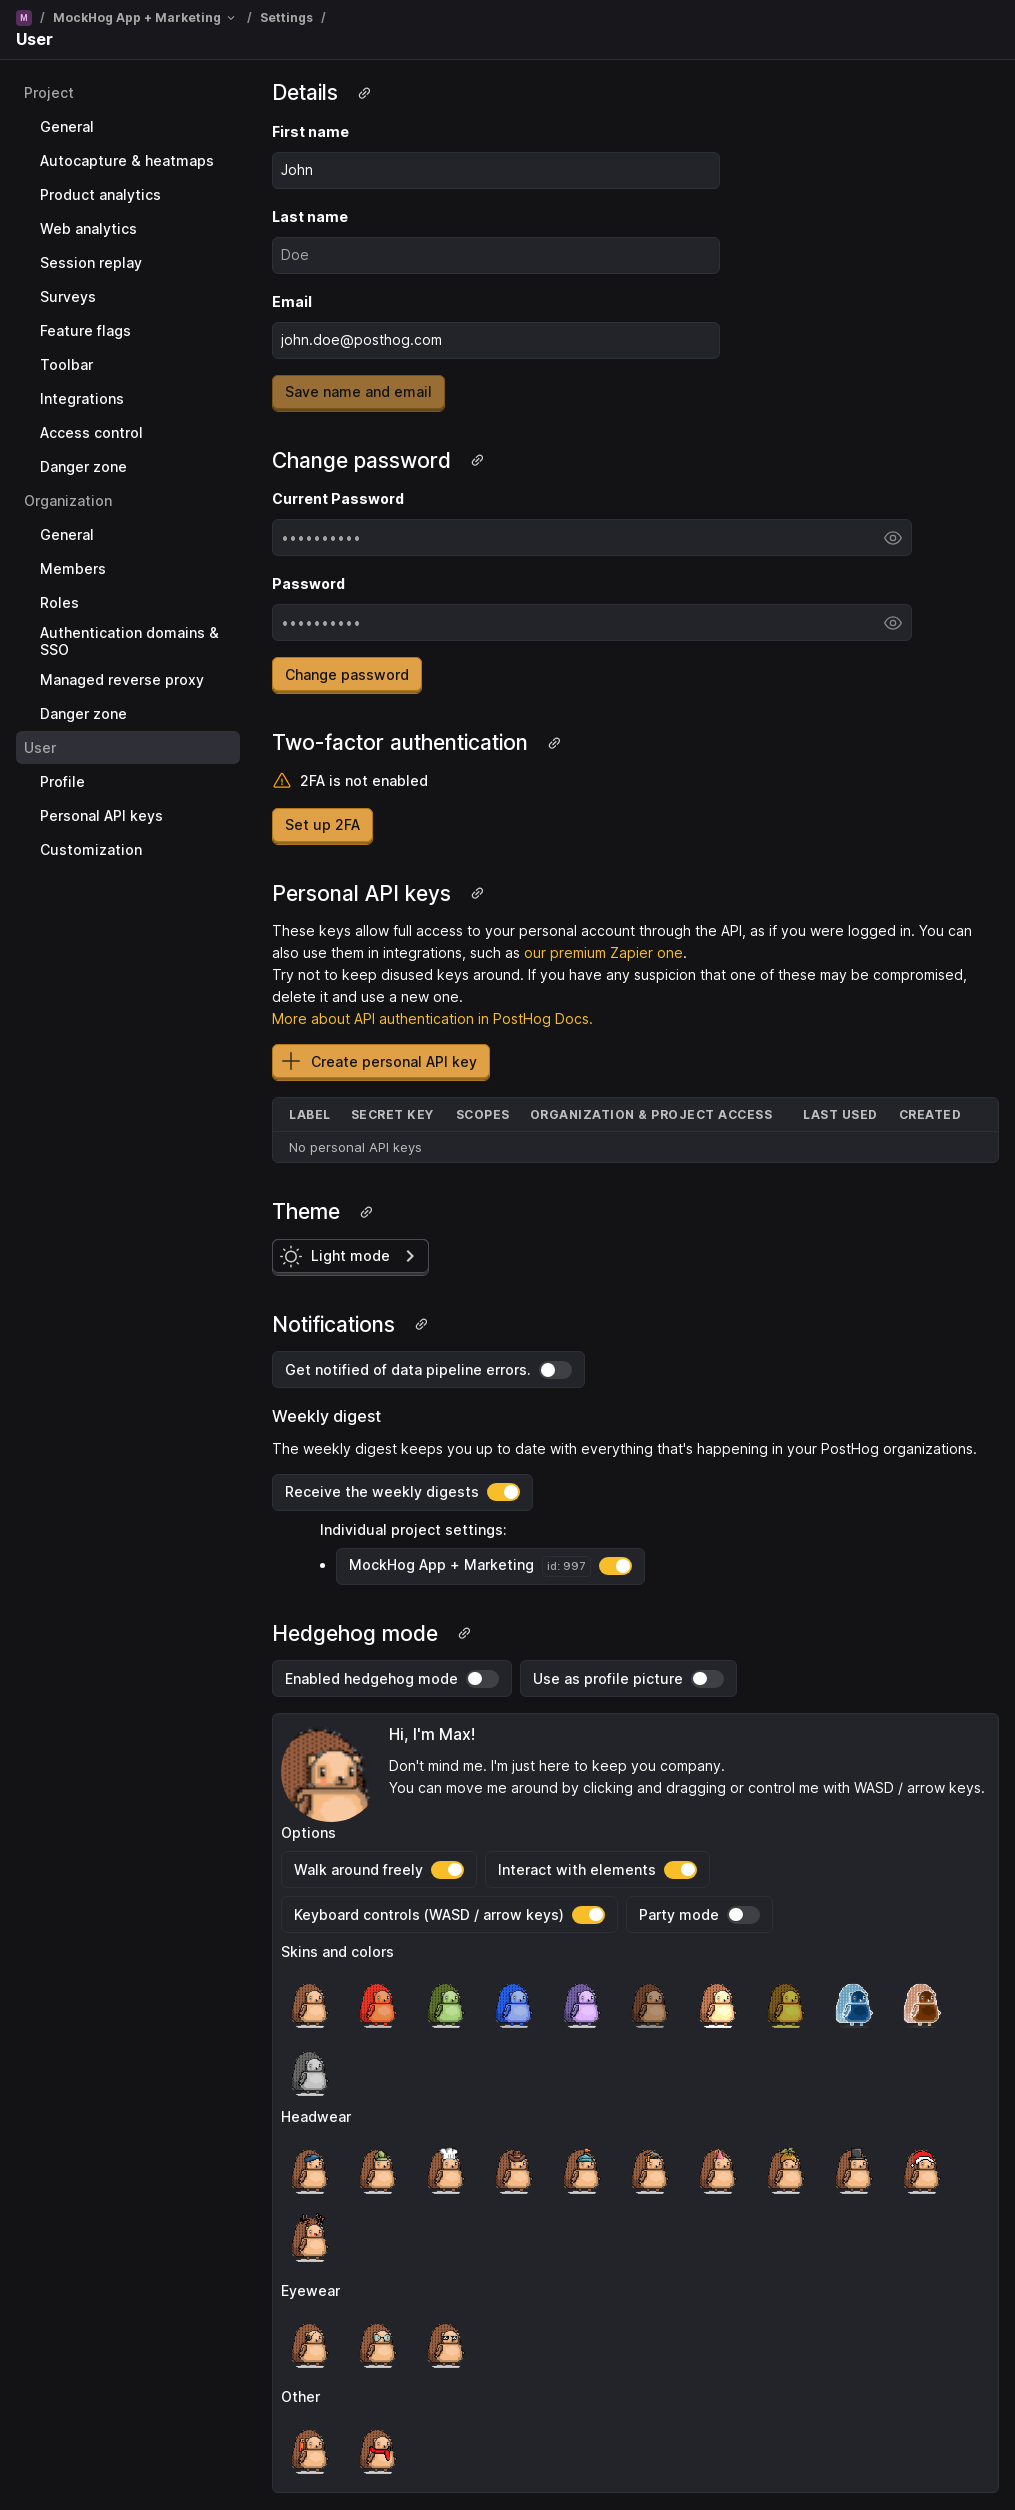 M / MockHog App + Marketing / Settings /
User
Project
General
Autocapture & heatmaps
Product analytics
Web analytics
Session replay
Surveys
Feature flags
Toolbar
Integrations
Access control
Danger zone
Organization
General
Members
Roles
Authentication domains &
SSO
Managed reverse proxy
Danger zone
User
Profile
Personal API keys
Customization
Details
First name
John
Last name
Doe
Email
john.doe@posthog.com
Save name and email
Change password
Current Password
••••••••••
Password
••••••••••
Change password
Two-factor authentication
2FA is not enabled
Set up 2FA
Personal API keys
These keys allow full access to your personal account through the API, as if you were logged in. You can
also use them in integrations, such as our premium Zapier one.
Try not to keep disused keys around. If you have any suspicion that one of these may be compromised,
delete it and use a new one.
More about API authentication in PostHog Docs.
Create personal API key
LABEL SECRET KEY SCOPES ORGANIZATION & PROJECT ACCESS LAST USED CREATED
No personal API keys
Theme
Light mode
Notifications
Get notified of data pipeline errors.
Weekly digest
The weekly digest keeps you up to date with everything that's happening in your PostHog organizations.
Receive the weekly digests
Individual project settings:
• MockHog App + Marketing id: 997
Hedgehog mode
Enabled hedgehog mode Use as profile picture
Hi, I'm Max!
Don't mind me. I'm just here to keep you company.
You can move me around by clicking and dragging or control me with WASD / arrow keys.
Options
Walk around freely Interact with elements
Keyboard controls (WASD / arrow keys) Party mode
Skins and colors
Headwear
Eyewear
Other